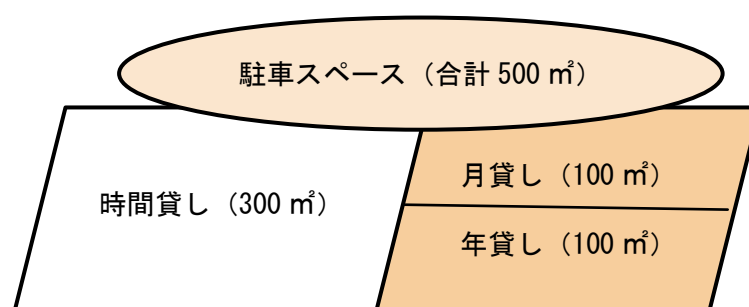 駐車スペース（合計 500 ㎡）
月貸し（100 ㎡）
時間貸し（300 ㎡）
年貸し（100 ㎡）